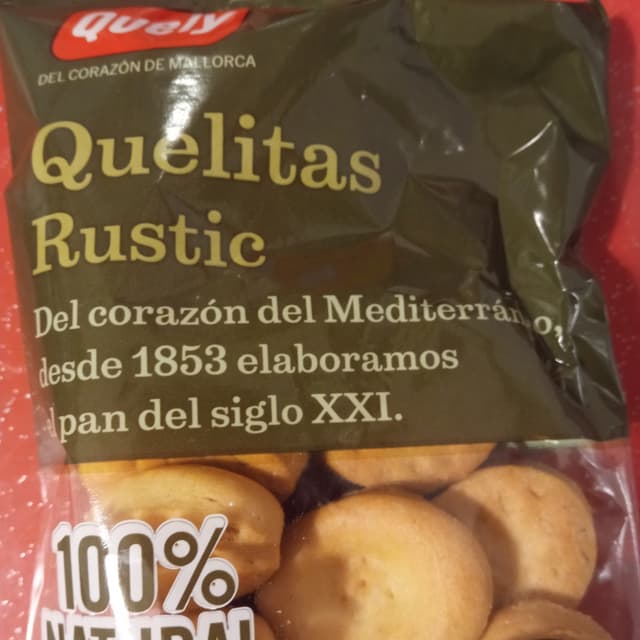 Quely
DEL CORAZÓN DE MALLORCA
Quelitas
Rustic
Del corazón del Mediterráneo,
desde 1853 elaboramos
el pan del siglo XXI.
100%
NATURAL